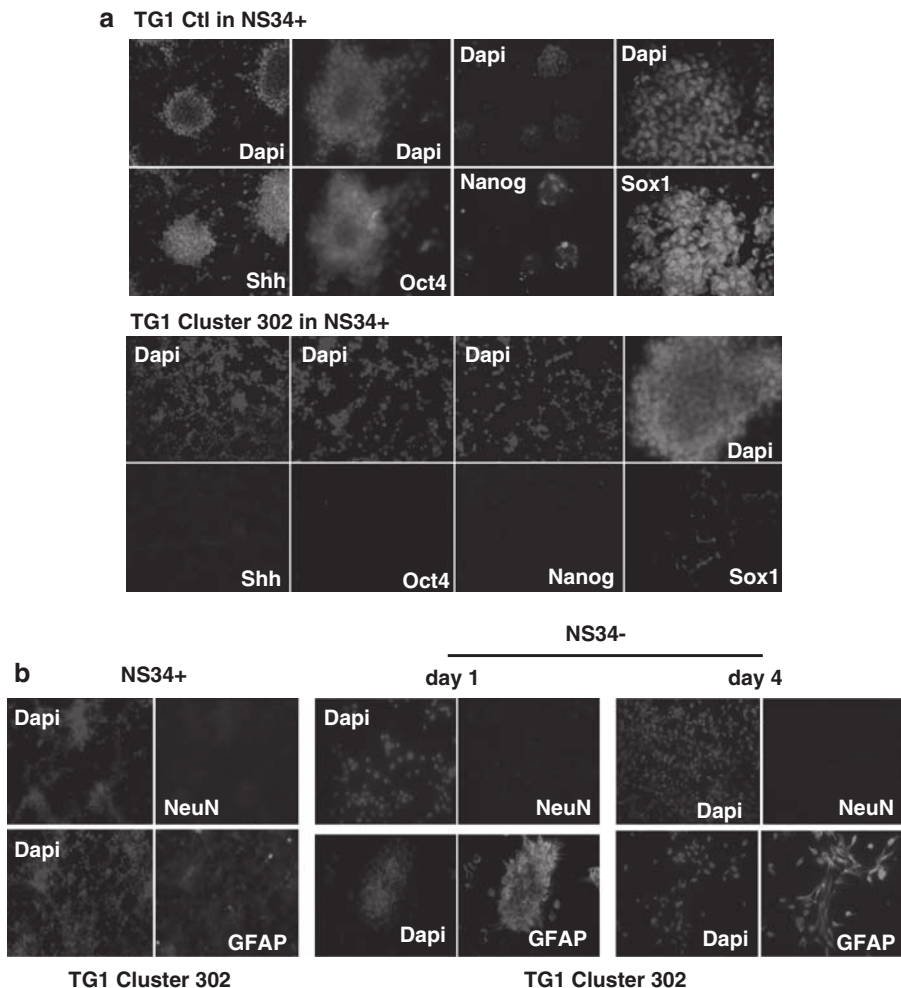 a TG1 Ctl in NS34+
Dapi Dapi Dapi Dapi
Shh Oct4 Nanog Sox1
TG1 Cluster 302 in NS34+
Dapi Dapi Dapi Dapi
Shh Oct4 Nanog Sox1
NS34-
b NS34+ day 1 day 4
Dapi NeuN Dapi NeuN Dapi NeuN
Dapi GFAP Dapi GFAP Dapi GFAP
TG1 Cluster 302 TG1 Cluster 302